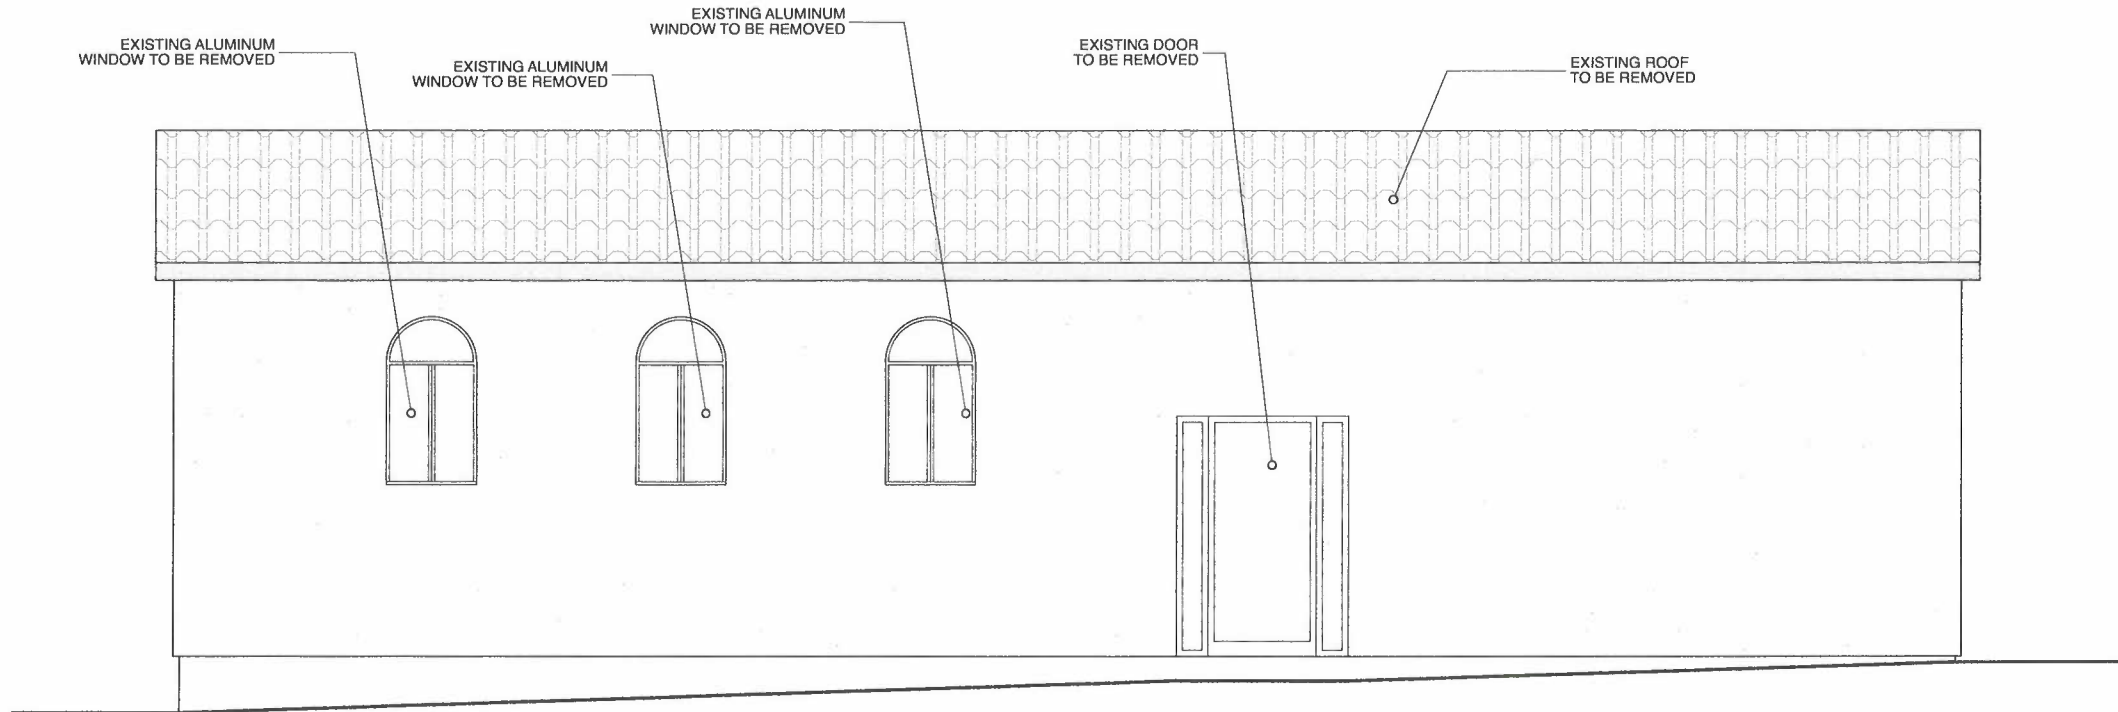 EXISTING ALUMINUM
WINDOW TO BE REMOVED
EXISTING ALUMINUM
WINDOW TO BE REMOVED
EXISTING ALUMINUM
WINDOW TO BE REMOVED
EXISTING DOOR
TO BE REMOVED
EXISTING ROOF
TO BE REMOVED